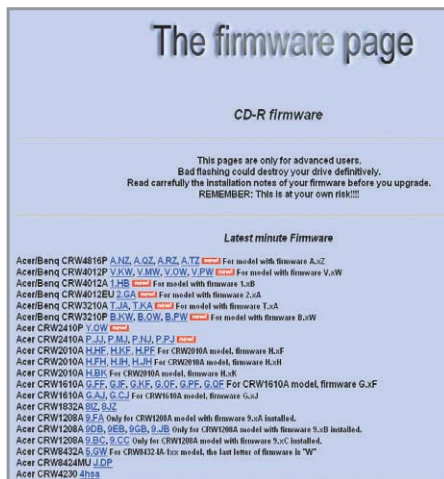 The firmware page
CD-R firmware
This pages are only for advanced users.
Bad flashing could destroy your drive definitively.
Read carefully the installation notes of your firmware before you upgrade.
REMEMBER: This is at your own risk!!!!
Latest minute Firmware
Acer/Benq CRW4816P A.NZ, A.QZ, A.RZ, A.TZ new! For model with firmware A.xZ
Acer/Benq CRW4012P V.KW, V.MW, V.OW, V.PW new! For model with firmware V.xW
Acer/Benq CRW4012A 1.HB new! For model with firmware 1.xB
Acer/Benq CRW4012EU 2.GA new! For model with firmware 2.xA
Acer/Benq CRW3210A T.JA, T.KA new! For model with firmware T.xA
Acer/Benq CRW3210P B.KW, B.OW, B.PW new! For model with firmware B.xW
Acer CRW2410P Y.OW new!
Acer CRW2410A P.JJ, P.MJ, P.NJ, P.PJ new!
Acer CRW2010A H.HF, H.KF, H.PF For CRW2010A model, firmware H.xF
Acer CRW2010A H.FH, H.IH, H.JH For CRW2010A model, firmware H.xH
Acer CRW2010A H.BK For CRW2010A model, firmware H.xK
Acer CRW1610A G.FF, G.IF, G.KF, G.OF, G.PF, G.QF For CRW1610A model, firmware G.xF
Acer CRW1610A G.AJ, G.CJ For CRW1610A model, firmware G.xJ
Acer CRW1832A 8IZ, 8JZ
Acer CRW1208A 9.FA Only for CRW1208A model with firmware 9.xA installed.
Acer CRW1208A 9DB, 9EB, 9GB, 9.JB Only for CRW1208A model with firmware 9.xB installed.
Acer CRW1208A 9.BC, 9.CC Only for CRW1208A model with firmware 9.xC installed.
Acer CRW8432A 5.GW For CRW8432-IA-1xx model, the last letter of firmware is "W"
Acer CRW8424MU J.DP
Acer CRW4230 4hsa